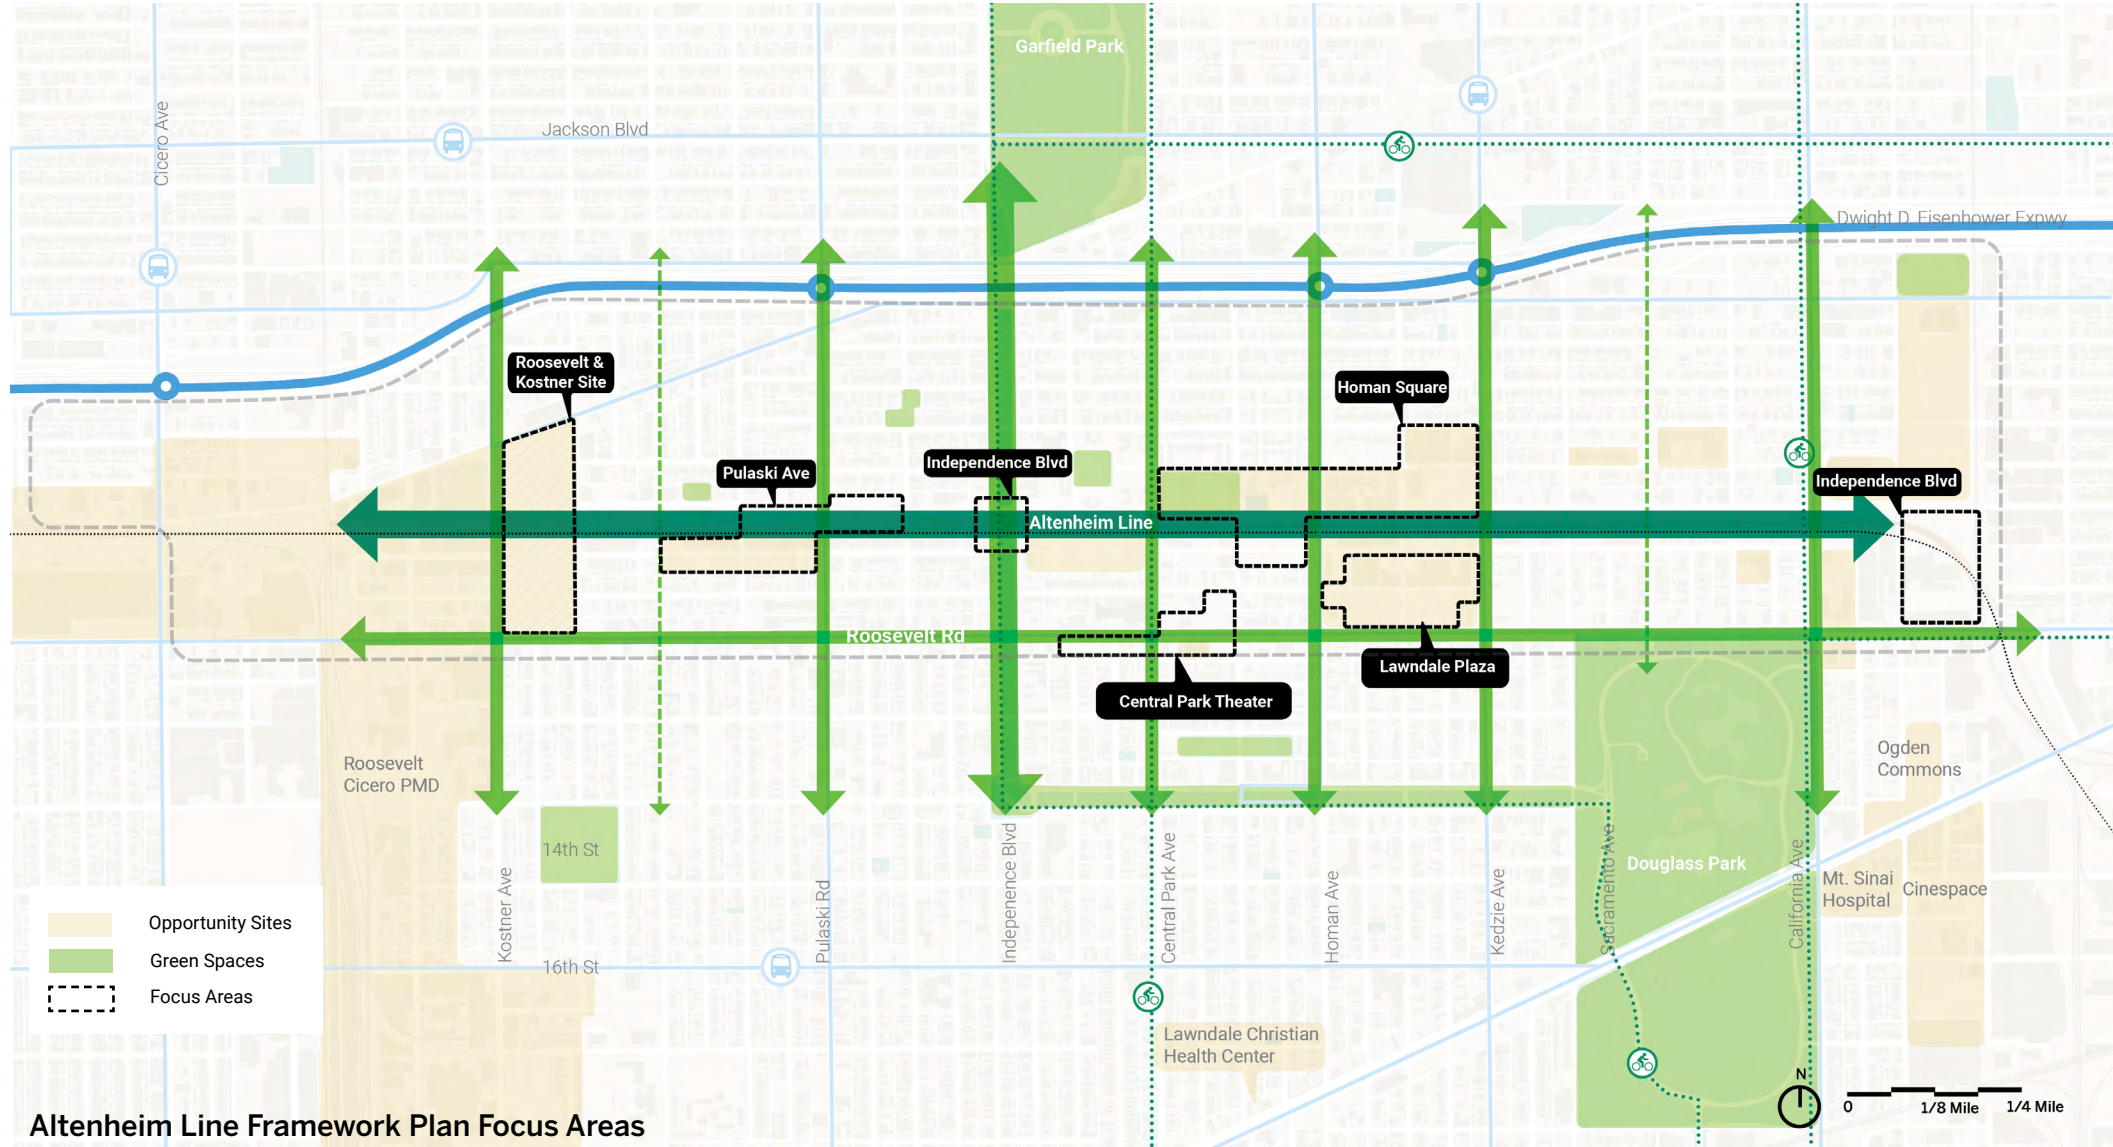 Garfield Park
Jackson Blvd
Cicero Ave
Dwight D. Eisenhower Expwy
Roosevelt &
Kostner Site
Homan Square
Pulaski Ave
Independence Blvd
Independence Blvd
Altenheim Line
Roosevelt Rd
Lawndale Plaza
Central Park Theater
Roosevelt
Cicero PMD
Ogden
Commons
14th St
Kostner Ave
Pulaski Rd
Indepenence Blvd
Central Park Ave
Homan Ave
Kedzie Ave
Sacramento Ave
California Ave
Douglass Park
Mt. Sinai
Hospital
Cinespace
16th St
Opportunity Sites
Green Spaces
Focus Areas
Lawndale Christian
Health Center
N
0
1/8 Mile
1/4 Mile
Altenheim Line Framework Plan Focus Areas